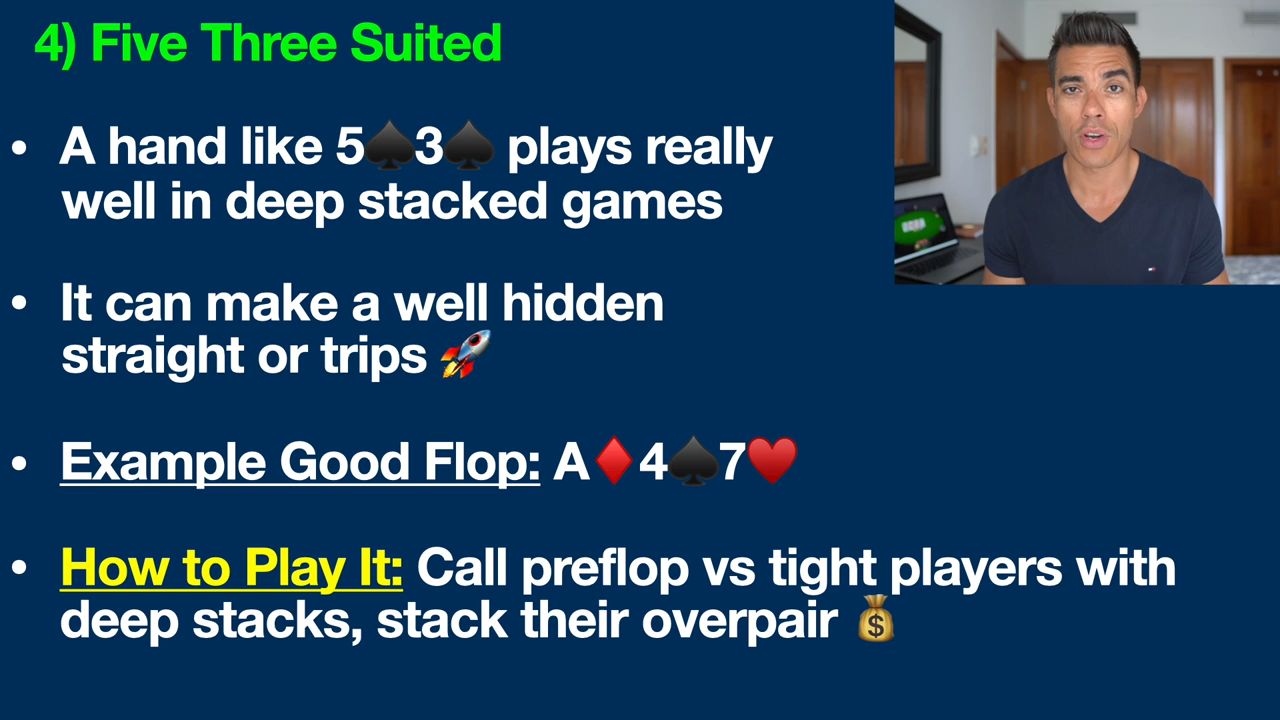 4) Five Three Suited
• A hand like 5♠️3♠️ plays really
well in deep stacked games
• It can make a well hidden
straight or trips 🚀
• Example Good Flop: A♦️4♠️7♥️
• How to Play It: Call preflop vs tight players with
deep stacks, stack their overpair 💰